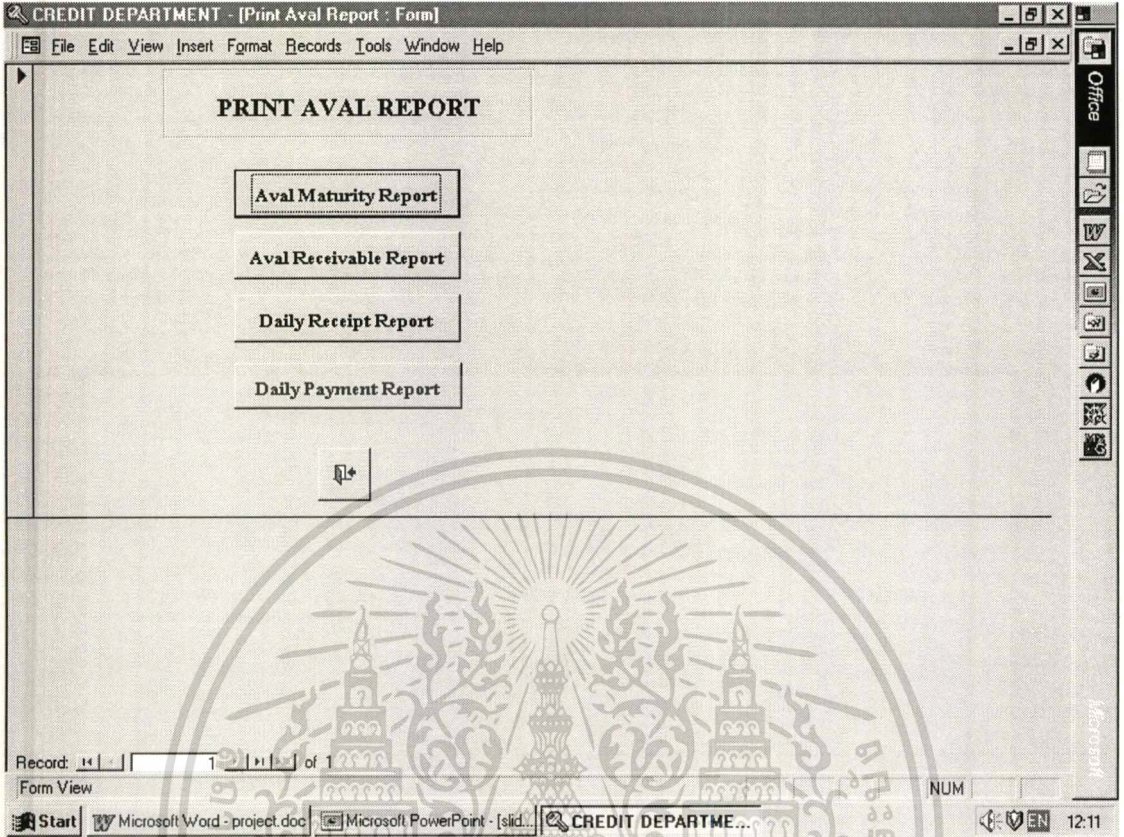 CREDIT DEPARTMENT - [Print Aval Report : Form]
File Edit View Insert Format Records Tools Window Help
Office
PRINT AVAL REPORT
Aval Maturity Report
Aval Receivable Report
Daily Receipt Report
Daily Payment Report
Microsoft
Record: 1 of 1
Form View NUM
Start Microsoft Word - project.doc Microsoft PowerPoint - [slid... CREDIT DEPARTME... EN 12:11